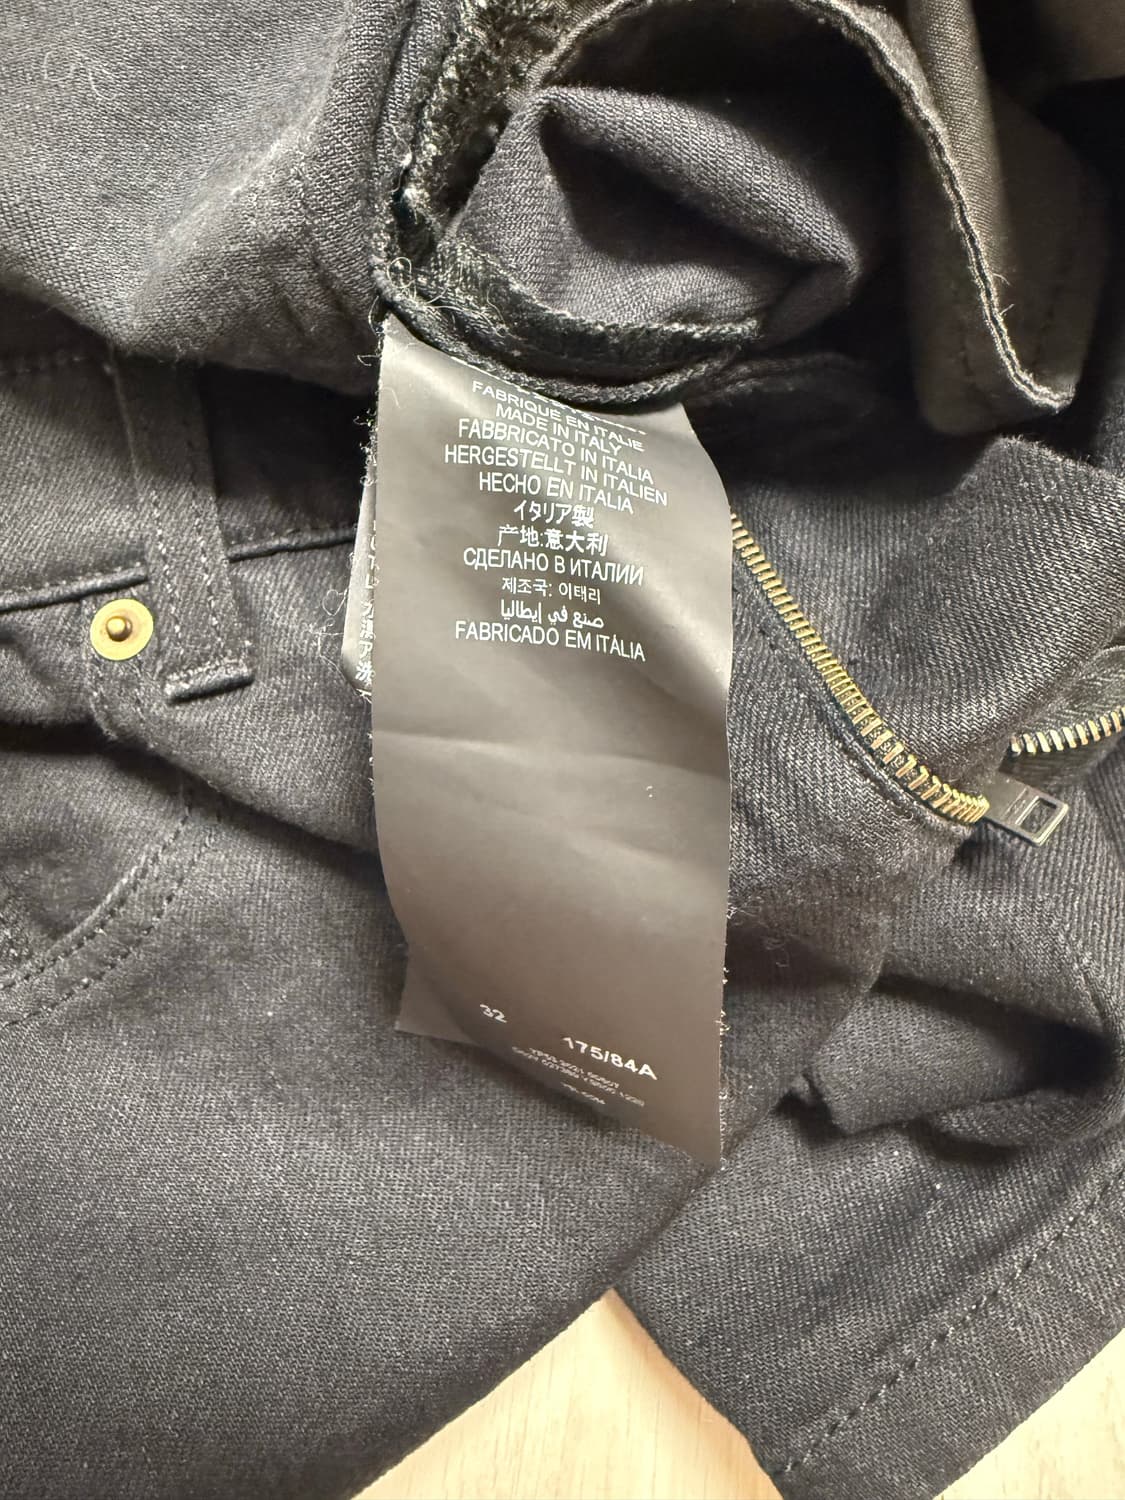 FABRIQUE EN ITALIE
MADE IN ITALY
FABBRICATO IN ITALIA
HERGESTELLT IN ITALIEN
HECHO EN ITALIA
イタリア製
产地:意大利
СДЕЛАНО В ИТАЛИИ
제조국: 이태리
صنع في إيطاليا
FABRICADO EM ITÁLIA
32 175/84A